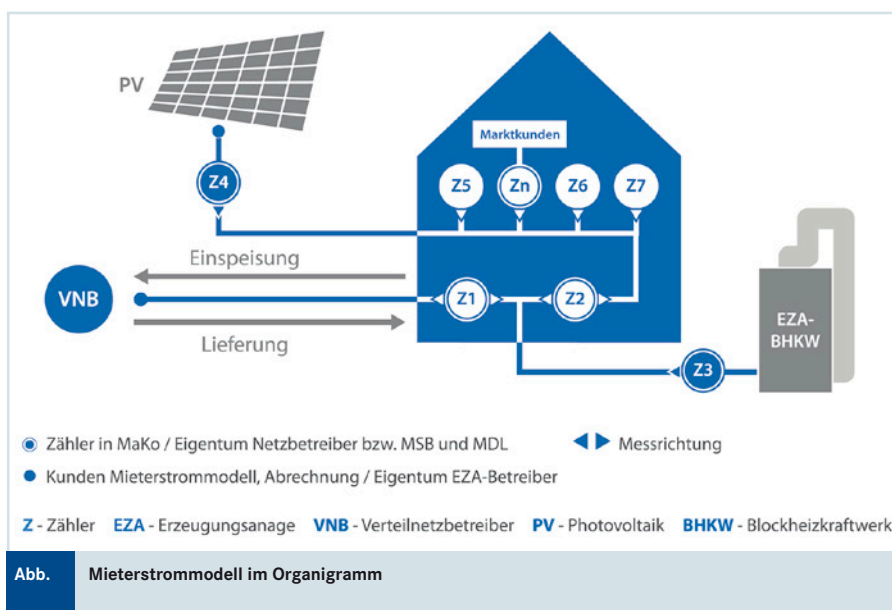 PV
Marktkunden
Z4
Z5
Zn
Z6
Z7
Einspeisung
VNB
Z1
Z2
Lieferung
EZA-
BHKW
Z3
Zähler in MaKo / Eigentum Netzbetreiber bzw. MSB und MDL
Messrichtung
Kunden Mieterstrommodell, Abrechnung / Eigentum EZA-Betreiber
Z - Zähler EZA - Erzeugungsanage VNB - Verteilnetzbetreiber PV - Photovoltaik BHKW - Blockheizkraftwerk
Abb. Mieterstrommodell im Organigramm